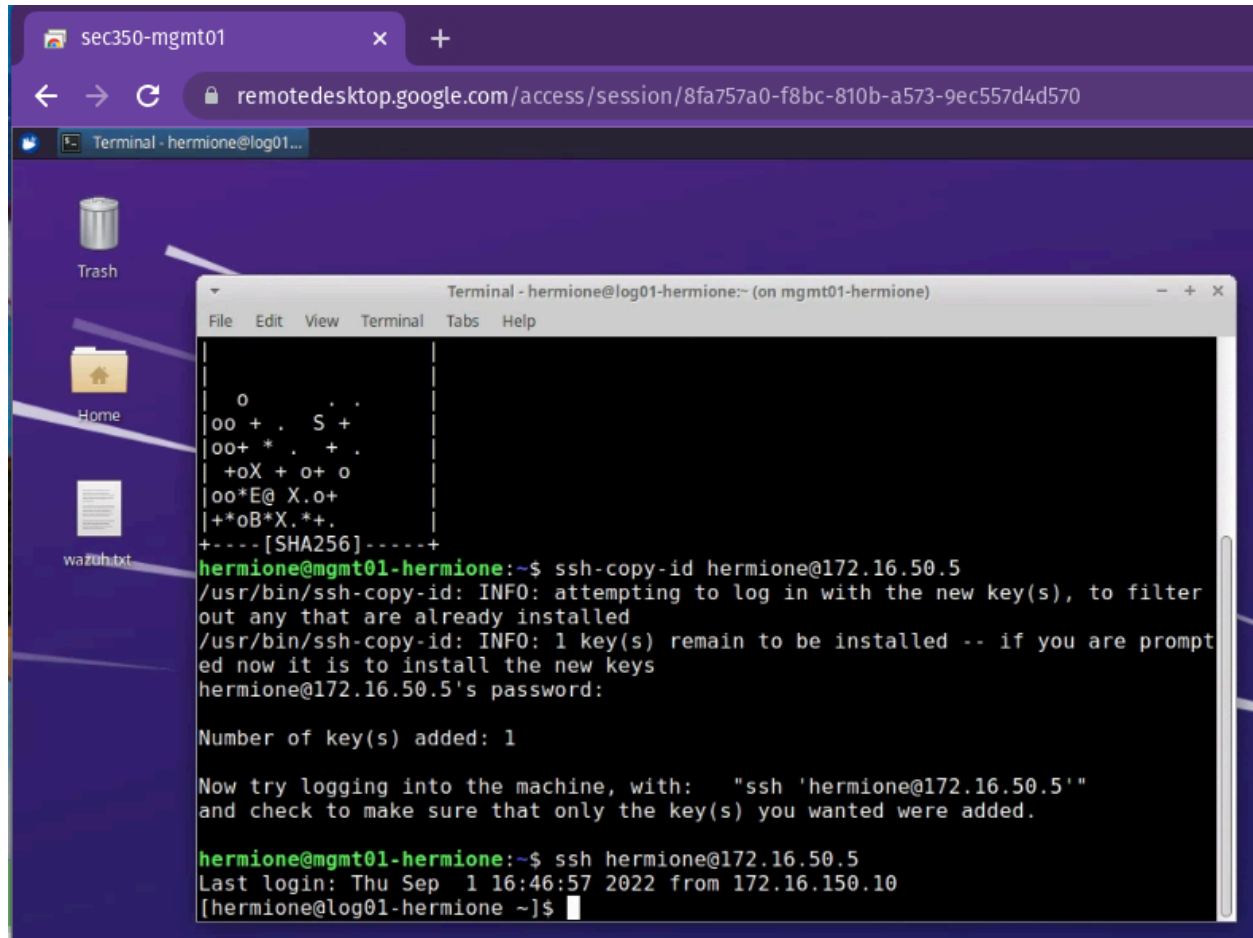 sec350-mgmt01
remotedesktop.google.com/access/session/8fa757a0-f8bc-810b-a573-9ec557d4d570
Terminal - hermione@log01...
Trash
Home
wazuh.txt
Terminal - hermione@log01-hermione:~ (on mgmt01-hermione)
File Edit View Terminal Tabs Help
|                 |
|                 |
|  o       . .    |
|oo + .  S +      |
|oo+ * .  + .     |
| +oX + o+ o      |
|oo*E@ X.o+       |
|+*oB*X.*+.       |
+----[SHA256]-----+
hermione@mgmt01-hermione:~$ ssh-copy-id hermione@172.16.50.5
/usr/bin/ssh-copy-id: INFO: attempting to log in with the new key(s), to filter
out any that are already installed
/usr/bin/ssh-copy-id: INFO: 1 key(s) remain to be installed -- if you are prompt
ed now it is to install the new keys
hermione@172.16.50.5's password:
Number of key(s) added: 1
Now try logging into the machine, with:   "ssh 'hermione@172.16.50.5'"
and check to make sure that only the key(s) you wanted were added.
hermione@mgmt01-hermione:~$ ssh hermione@172.16.50.5
Last login: Thu Sep  1 16:46:57 2022 from 172.16.150.10
[hermione@log01-hermione ~]$